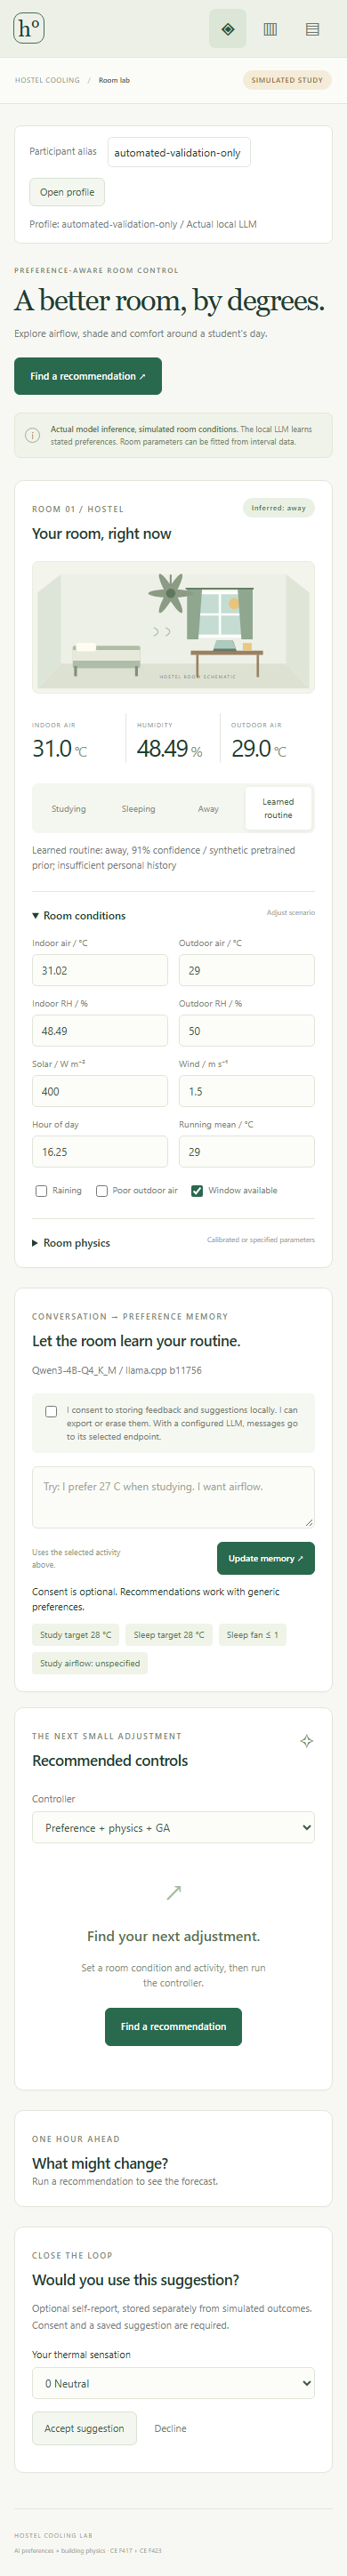 h°
HOSTEL COOLING / Room lab
SIMULATED STUDY
Participant alias
automated-validation-only
Open profile
Profile: automated-validation-only / Actual local LLM
PREFERENCE-AWARE ROOM CONTROL
A better room, by degrees.
Explore airflow, shade and comfort around a student's day.
Find a recommendation ↗
i
Actual model inference, simulated room conditions. The local LLM learns
stated preferences. Room parameters can be fitted from interval data.
ROOM 01 / HOSTEL
Inferred: away
Your room, right now
HOSTEL ROOM SCHEMATIC
INDOOR AIR
31.0 °C
HUMIDITY
48.49 %
OUTDOOR AIR
29.0 °C
Studying
Sleeping
Away
Learned
routine
Learned routine: away, 91% confidence / synthetic pretrained
prior; insufficient personal history
▼ Room conditions
Adjust scenario
Indoor air / °C
Outdoor air / °C
31.02
29
Indoor RH / %
Outdoor RH / %
48.49
50
Solar / W m⁻²
Wind / m s⁻¹
400
1.5
Hour of day
Running mean / °C
16.25
29
Raining
Poor outdoor air
Window available
▶ Room physics
Calibrated or specified parameters
CONVERSATION → PREFERENCE MEMORY
Let the room learn your routine.
Qwen3-4B-Q4_K_M / llama.cpp b11756
I consent to storing feedback and suggestions locally. I can
export or erase them. With a configured LLM, messages go
to its selected endpoint.
Try: I prefer 27 C when studying. I want airflow.
Uses the selected activity
above.
Update memory ↗
Consent is optional. Recommendations work with generic
preferences.
Study target 28 °C
Sleep target 28 °C
Sleep fan ≤ 1
Study airflow: unspecified
THE NEXT SMALL ADJUSTMENT
Recommended controls
Controller
Preference + physics + GA
↗
Find your next adjustment.
Set a room condition and activity, then run
the controller.
Find a recommendation
ONE HOUR AHEAD
What might change?
Run a recommendation to see the forecast.
CLOSE THE LOOP
Would you use this suggestion?
Optional self-report, stored separately from simulated outcomes.
Consent and a saved suggestion are required.
Your thermal sensation
0 Neutral
Accept suggestion
Decline
HOSTEL COOLING LAB
AI preferences + building physics · CE F417 + CE F423